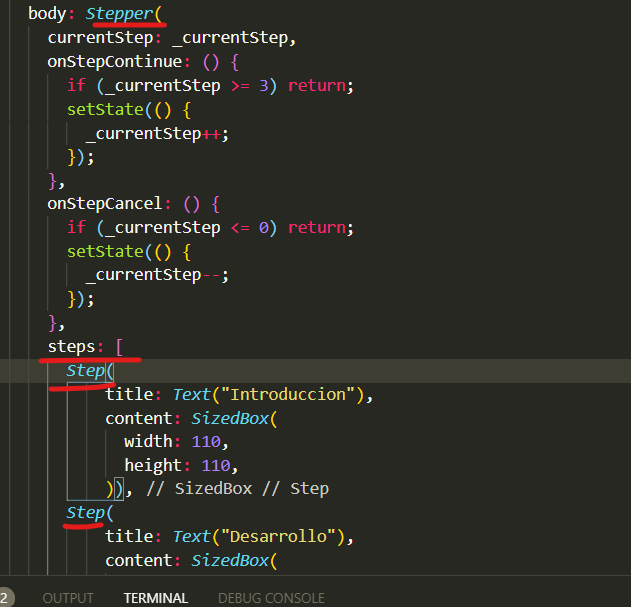 body: Stepper(
currentStep: _currentStep,
onStepContinue: () {
if (_currentStep >= 3) return;
setState(() {
_currentStep++;
});
},
onStepCancel: () {
if (_currentStep <= 0) return;
setState(() {
_currentStep--;
});
},
steps: [
Step(
title: Text("Introduccion"),
content: SizedBox(
width: 110,
height: 110,
)), // SizedBox // Step
Step(
title: Text("Desarrollo"),
content: SizedBox(
2 OUTPUT TERMINAL DEBUG CONSOLE